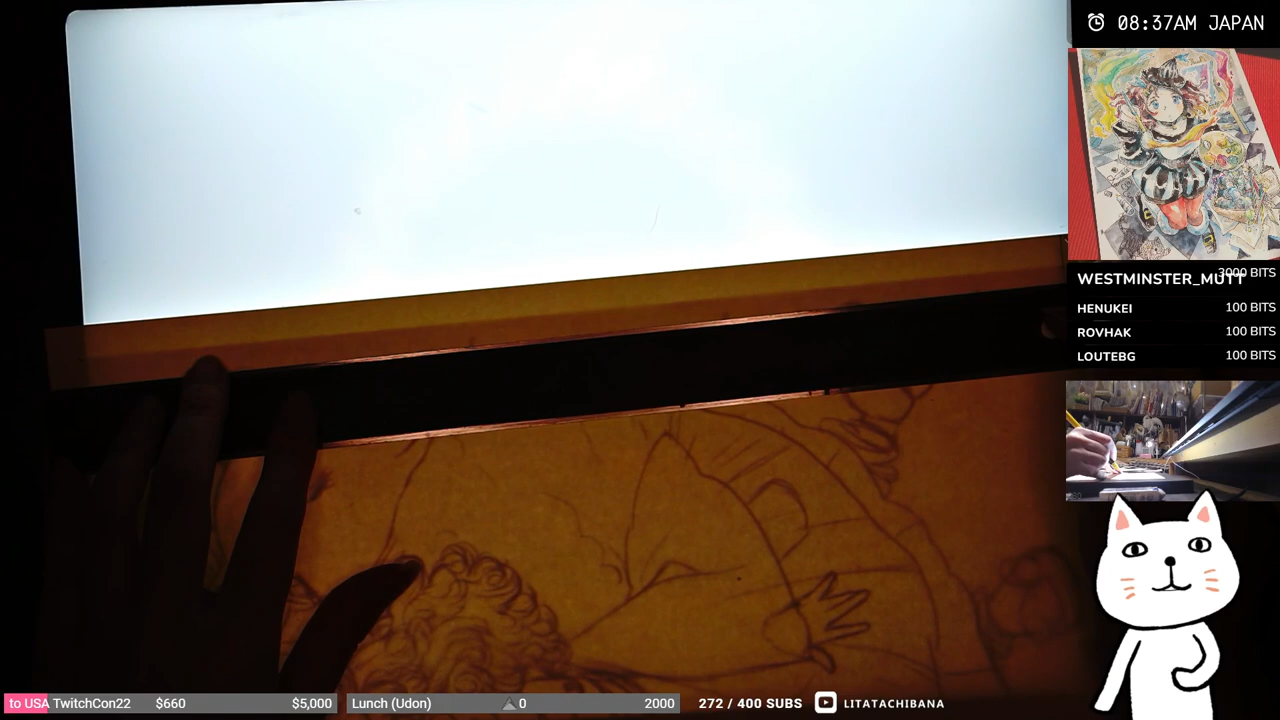 08:37AM JAPAN
3000 BITS
WESTMINSTER_MUTT
HENUKEI 100 BITS
ROVHAK 100 BITS
LOUTEBG 100 BITS
to USA TwitchCon22 $660 $5,000
Lunch (Udon) 0 2000
272 / 400 SUBS
LITATACHIBANA